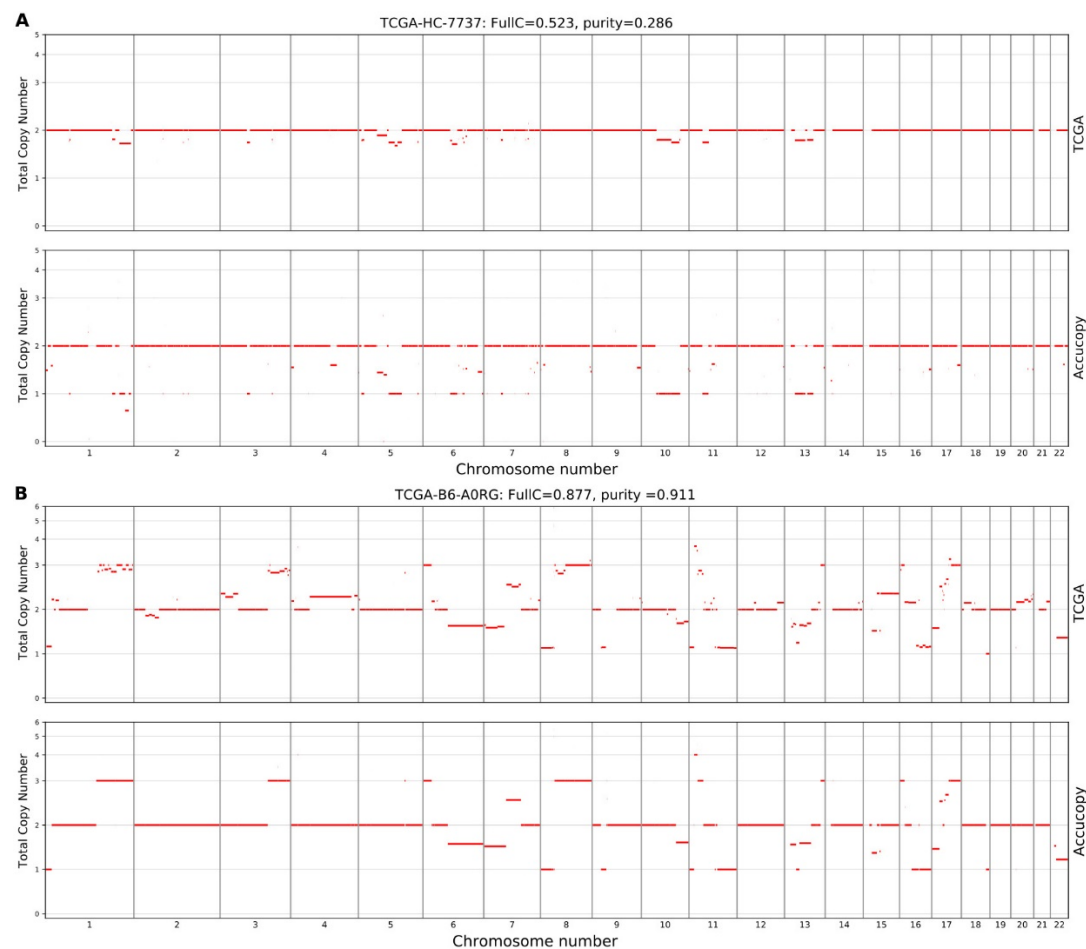 A
TCGA-HC-7737: FullC=0.523, purity=0.286
5
4
3
2
1
0
Total Copy Number
TCGA
5
4
3
2
1
0
Total Copy Number
Accucopy
1 2 3 4 5 6 7 8 9 10 11 12 13 14 15 16 17 18 19 20 21 22
Chromosome number
B
TCGA-B6-A0RG: FullC=0.877, purity =0.911
6
5
4
3
2
1
0
Total Copy Number
TCGA
6
5
4
3
2
1
0
Total Copy Number
Accucopy
1 2 3 4 5 6 7 8 9 10 11 12 13 14 15 16 17 18 19 20 21 22
Chromosome number